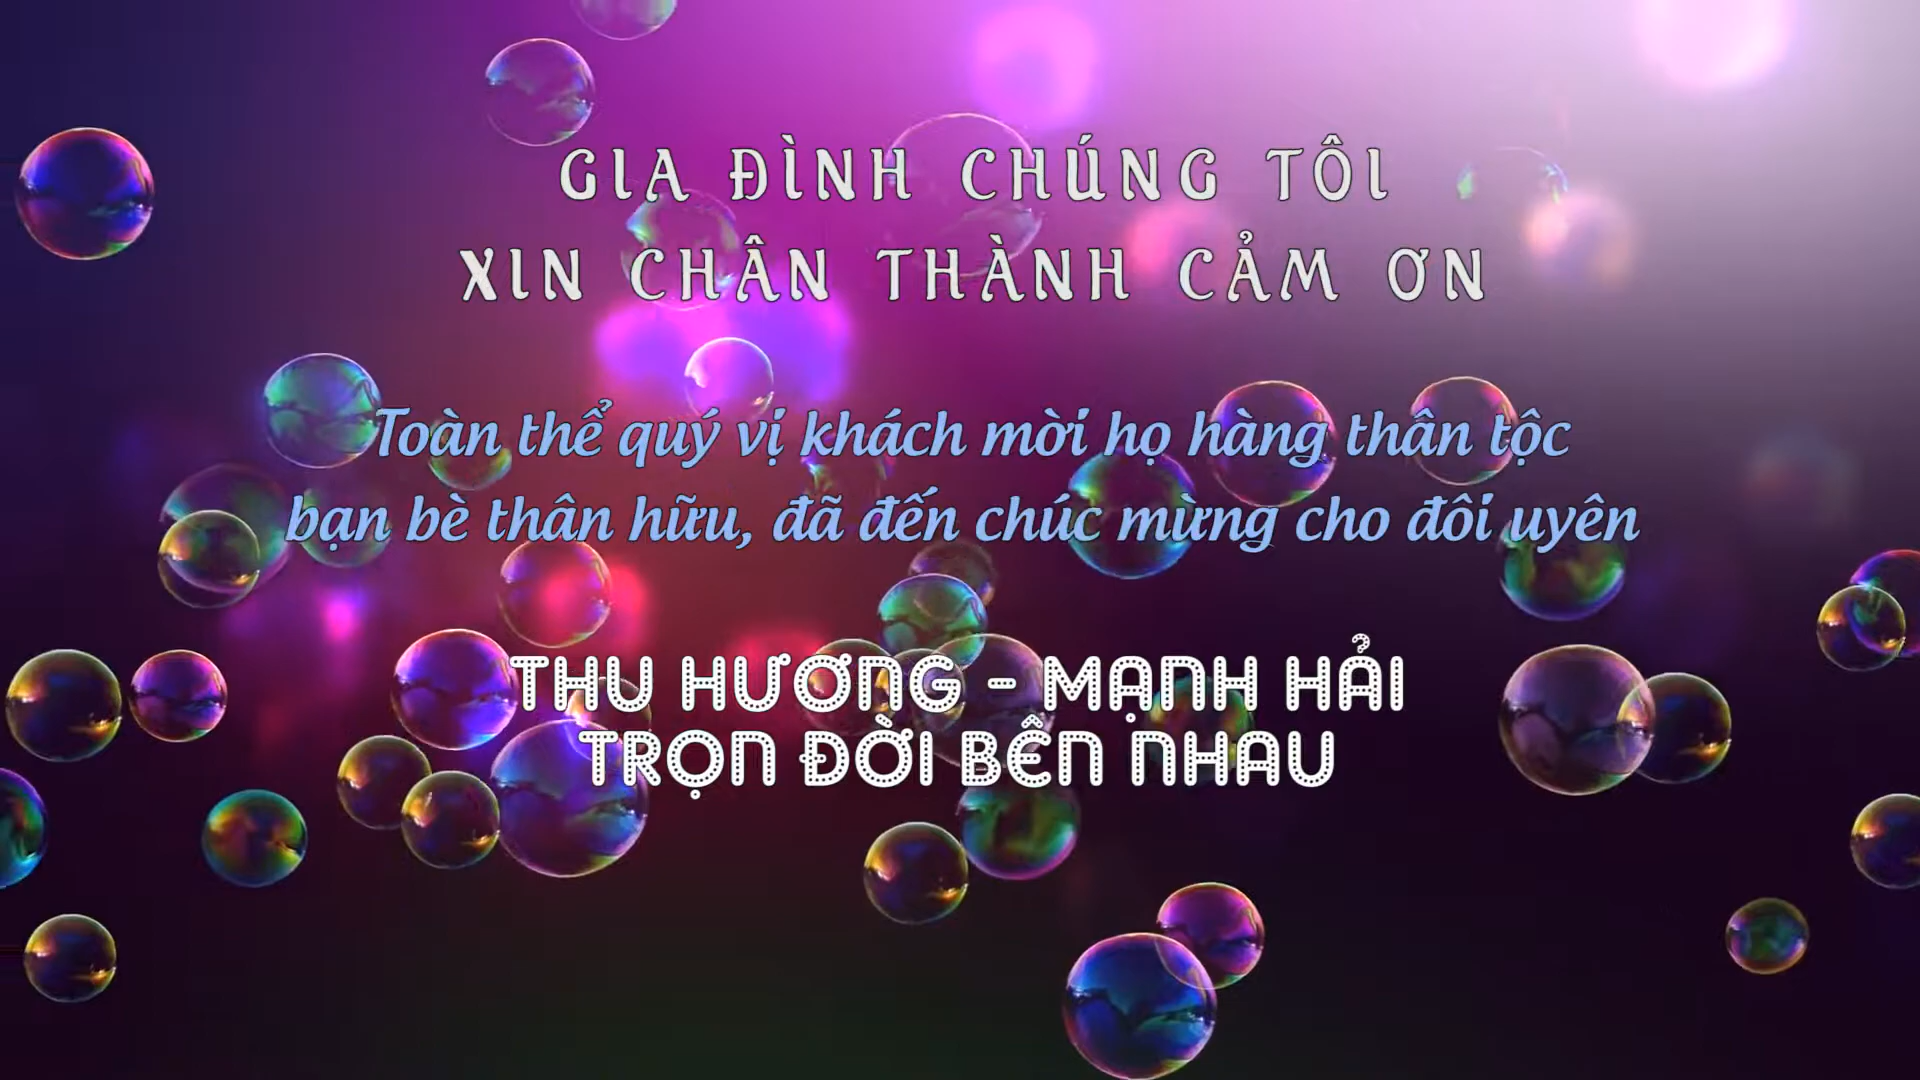 GIA ĐÌNH CHÚNG TÔI
XIN CHÂN THÀNH CẢM ƠN
Toàn thể quý vị khách mời họ hàng thân tộc
bạn bè thân hữu, đã đến chúc mừng cho đôi uyên
THU HƯƠNG - MẠNH HẢI
TRỌN ĐỜI BÊN NHAU